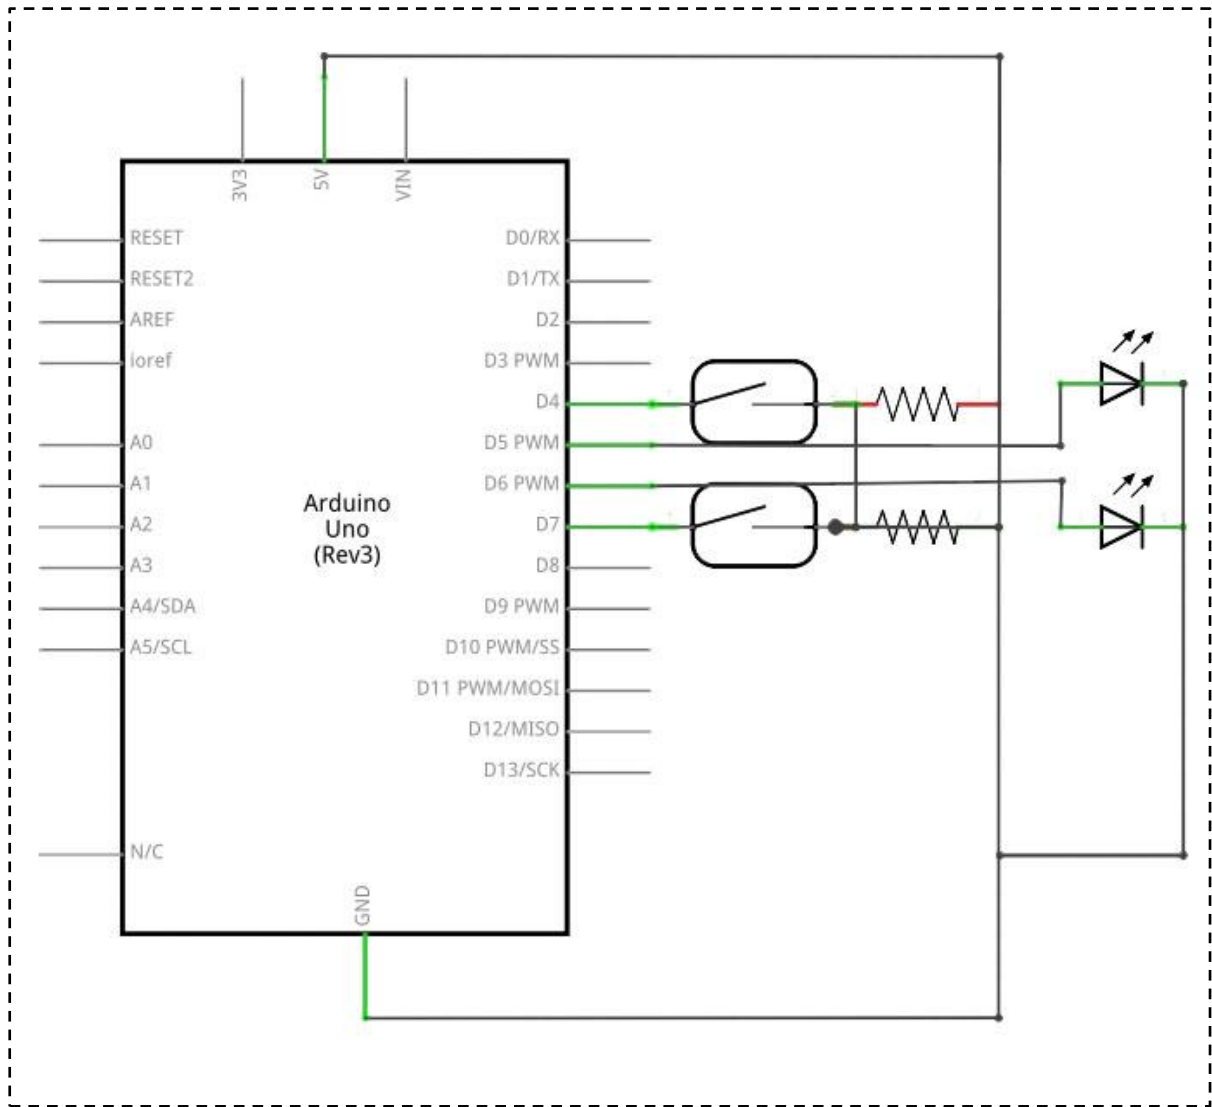 3V3
5V
VIN
RESET
D0/RX
RESET2
D1/TX
AREF
D2
ioref
D3 PWM
D4
A0
D5 PWM
A1
D6 PWM
Arduino
Uno
(Rev3)
A2
D7
A3
D8
A4/SDA
D9 PWM
A5/SCL
D10 PWM/SS
D11 PWM/MOSI
D12/MISO
D13/SCK
N/C
GND